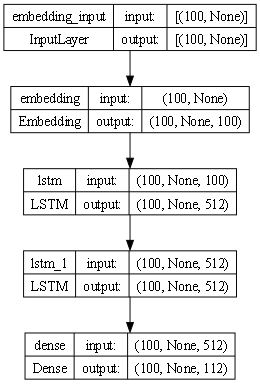 embedding_input input: [(100, None)]
InputLayer output: [(100, None)]
embedding input: (100, None)
Embedding output: (100, None, 100)
lstm input: (100, None, 100)
LSTM output: (100, None, 512)
lstm_1 input: (100, None, 512)
LSTM output: (100, None, 512)
dense input: (100, None, 512)
Dense output: (100, None, 112)